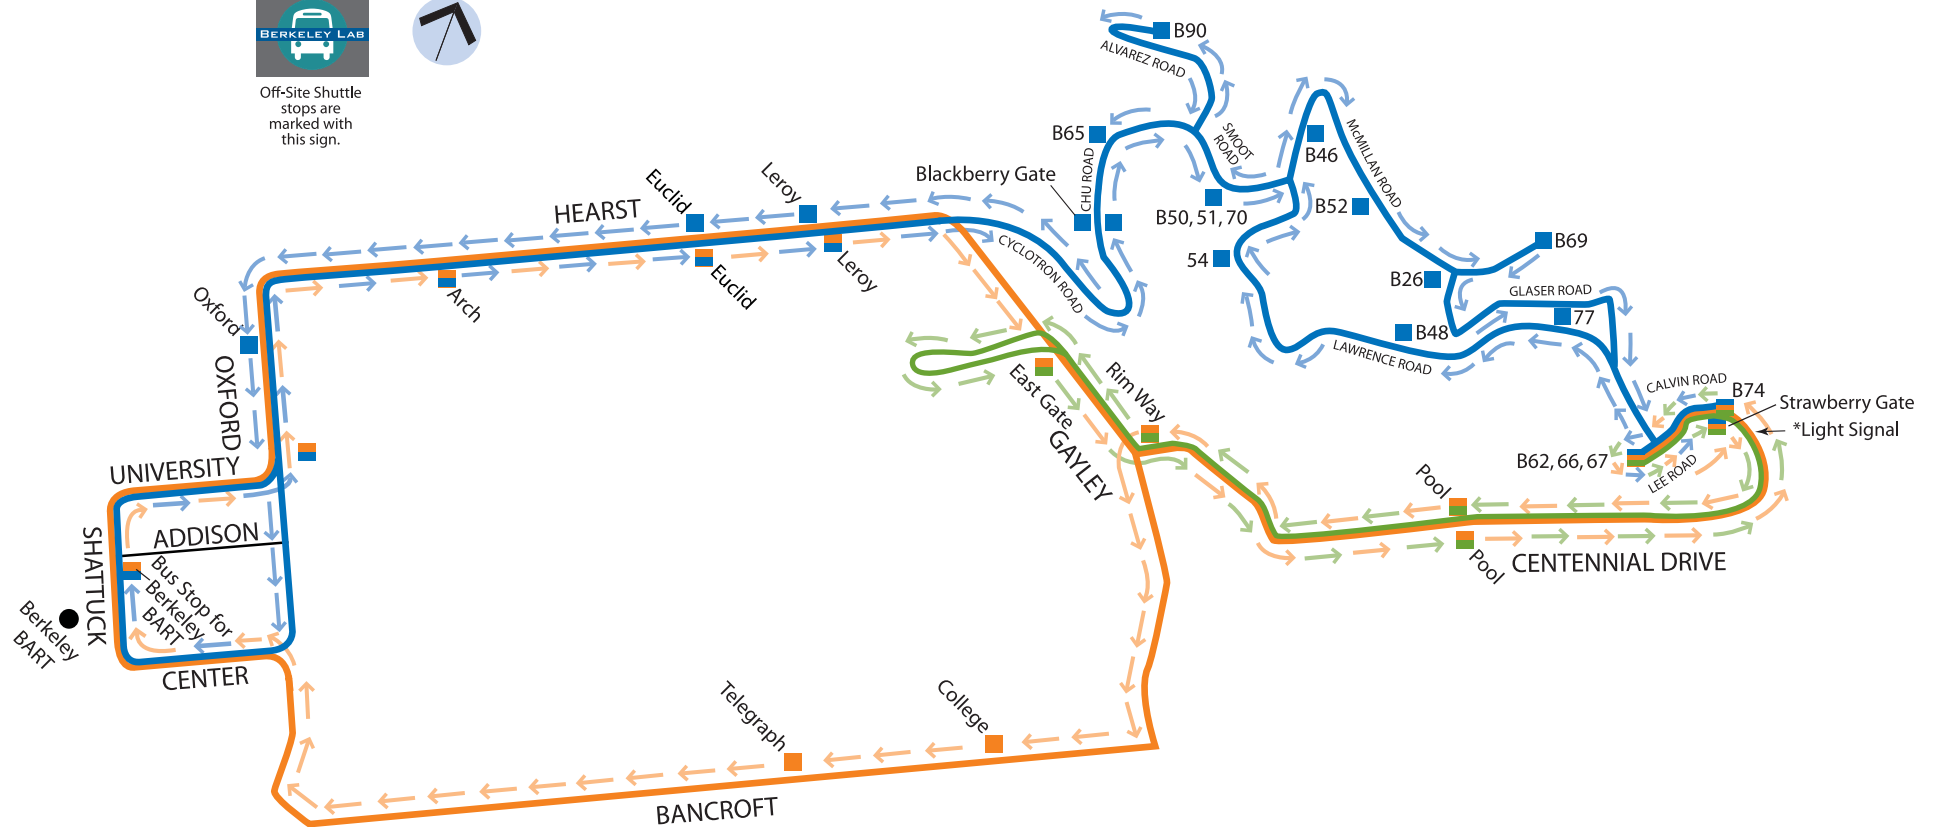 BERKELEY LAB
Off-Site Shuttle
stops are
marked with
this sign.
B90
ALVAREZ ROAD
B65
SMOOT
ROAD
B46
McMILLAN ROAD
Blackberry Gate
CHU ROAD
B50, 51, 70
B52
54
B69
B26
GLASER ROAD
77
B48
LAWRENCE ROAD
CYCLOTRON ROAD
HEARST
Euclid
Leroy
Euclid
Leroy
Arch
Oxford
OXFORD
UNIVERSITY
ADDISON
SHATTUCK
Bus Stop for
Berkeley
BART
Berkeley
BART
CENTER
East Gate
Rim Way
GAYLEY
CALVIN ROAD
B74
Strawberry Gate
*Light Signal
B62, 66, 67
LEE ROAD
Pool
Pool
CENTENNIAL DRIVE
Telegraph
College
BANCROFT